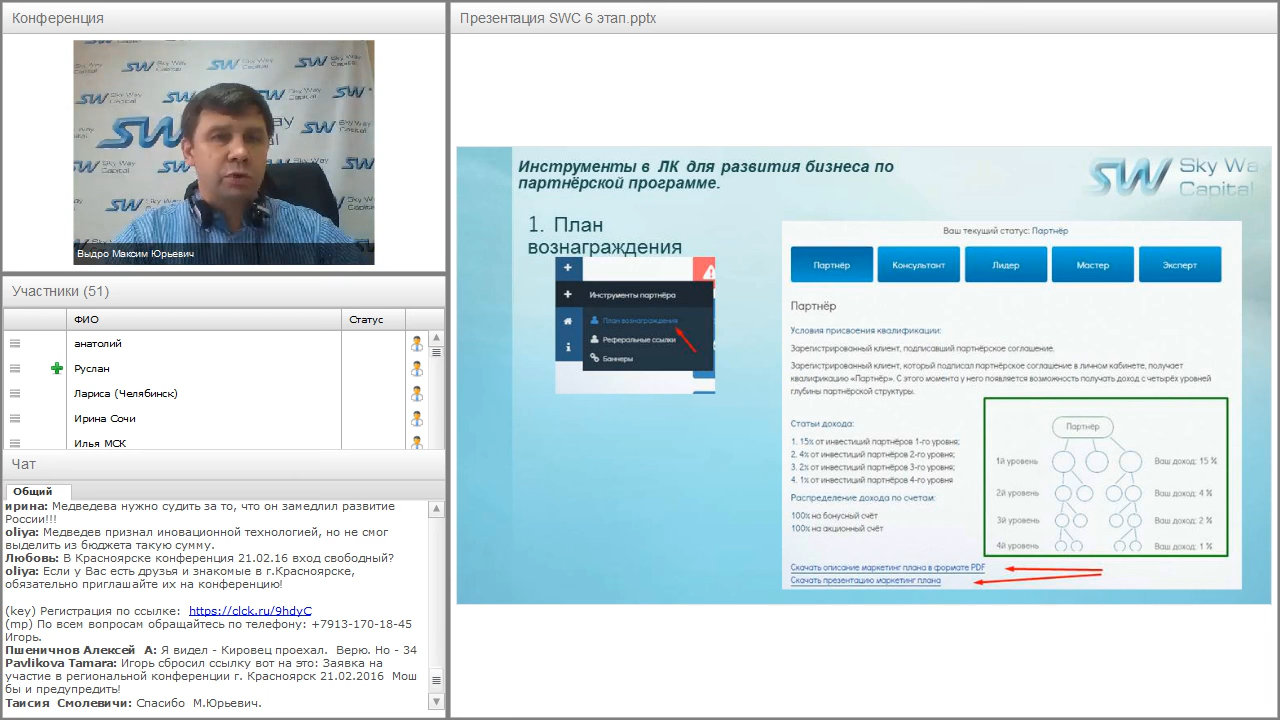 Конференция
SW Sky Way
Capital
Выдро Максим Юрьевич
Участники (51)
ФИО
Статус
анатолий
Руслан
Лариса (Челябинск)
Ирина Сочи
Илья МСК
Чат
Общий
ирина: Медведева нужно судить зато, что он замедлил развитие
России!!!
oliya: Медведев признал иновационной технологией, но не смог
выделить из бюджета такую сумму.
Любовь: В Красноярске конференция 21.02.16 вход свободный?
oliya: Если у Вас есть друзья и знакомые в г.Красноярске,
обязательно приглашайте их на конференцию!
(key) Регистрация по ссылке: https://clck.ru/9hdyC
(mp) По всем вопросам обращайтесь по телефону: +7913-170-18-45
Игорь.
Пшеничнов Алексей А: Я видел - Кировец проехал. Верю. Но - 34
Pavlikova Tamara: Игорь сбросил ссылку вот на это: Заявка на
участие в региональной конференции г. Красноярск 21.02.2016 Мош
бы и предупредить!
Таисия Смолевичи: Спасибо М.Юрьевич.
Презентация SWC 6 этап.pptx
Инструменты в ЛК для развития бизнеса по
партнёрской программе.
SW Sky Wa
Capital
1. План
вознаграждения
Инструменты партнёра
План вознаграждения
Реферальные ссылки
Баннеры
Ваш текущий статус: Партнёр
Партнёр
Консультант
Лидер
Мастер
Эксперт
Партнёр
Условия присвоения квалификации:
Зарегистрированный клиент, подписавший партнёрское соглашение.
Зарегистрированный клиент, который подписал партнёрское соглашение в личном кабинете, получает
квалификацию «Партнёр». С этого момента у него появляется возможность получать доход с четырёх уровней
глубины партнёрской структуры.
Статьи дохода:
1. 15% от инвестиций партнёров 1-го уровня;
2. 4% от инвестиций партнёров 2-го уровня;
3. 2% от инвестиций партнёров 3-го уровня;
4. 1% от инвестиций партнёров 4-го уровня
Распределение дохода по счетам:
100% на бонусный счёт
100% на акционный счёт
Партнёр
1й уровень
Ваш доход: 15 %
2й уровень
Ваш доход: 4 %
3й уровень
Ваш доход: 2 %
4й уровень
Ваш доход: 1 %
Скачать описание маркетинг плана в формате PDF
Скачать презентацию маркетинг плана